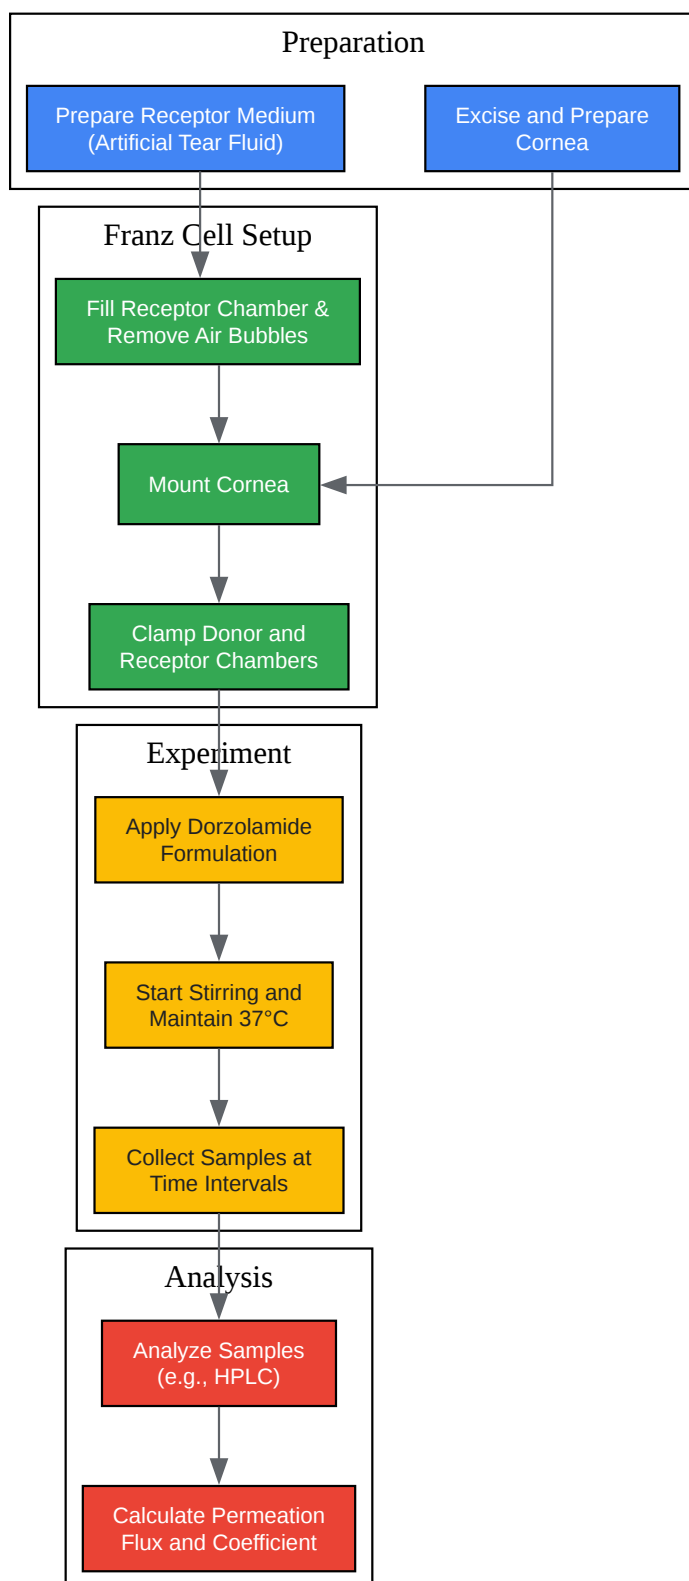 Preparation
Prepare Receptor Medium
(Artificial Tear Fluid)
Excise and Prepare
Cornea
Franz Cell Setup
Fill Receptor Chamber &
Remove Air Bubbles
Mount Cornea
Clamp Donor and
Receptor Chambers
Experiment
Apply Dorzolamide
Formulation
Start Stirring and
Maintain 37°C
Collect Samples at
Time Intervals
Analysis
Analyze Samples
(e.g., HPLC)
Calculate Permeation
Flux and Coefficient